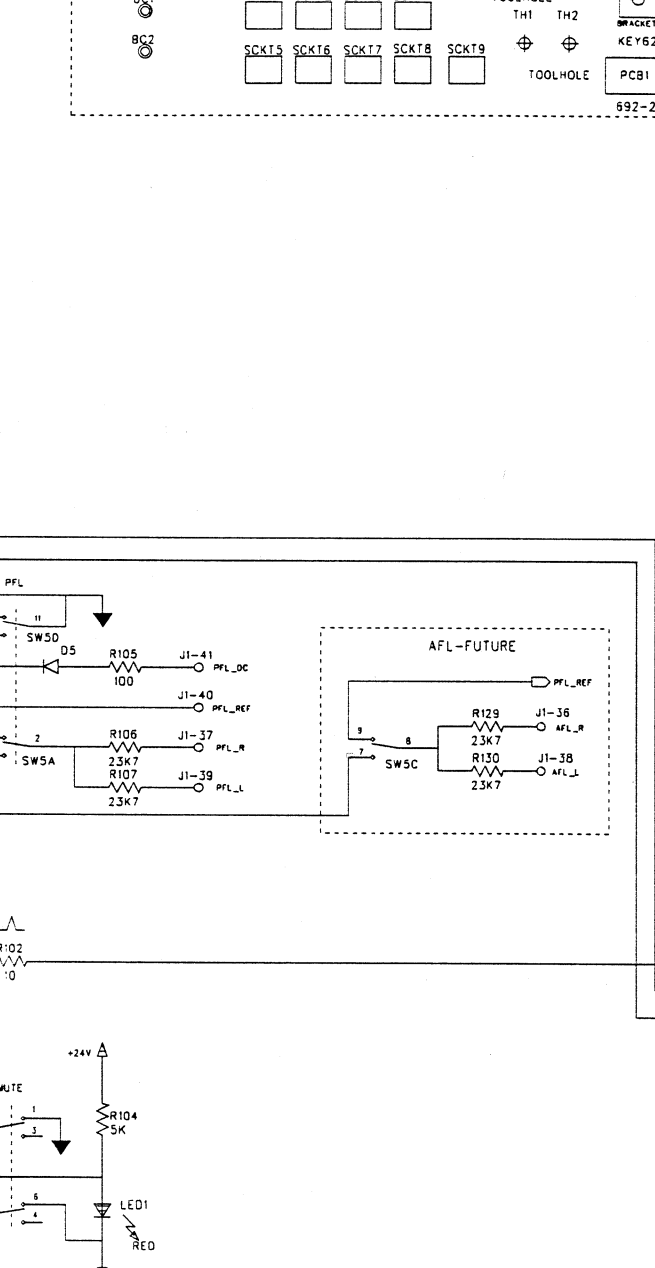 TH1 TH2
BRACKET
BC2
KEY62
SCKT5 SCKT6 SCKT7 SCKT8 SCKT9
TOOLHOLE
PCB1
692-2
PFL
11
SW5D
D5
R105
100
J1-41
PFL_DC
AFL-FUTURE
J1-40
PFL_REF
PFL_REF
2
SW5A
R106
23K7
J1-37
PFL_R
R107
23K7
J1-39
PFL_L
9
7
8
SW5C
R129
23K7
J1-36
AFL_R
R130
23K7
J1-38
AFL_L
R102
+24V
MUTE
1
3
R104
5K
6
4
LED1
RED